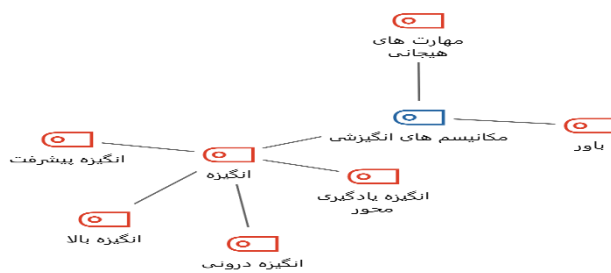 مهارت های
هیجانی
مکانیسم های انگیزشی
باور
انگیزه پیشرفت
انگیزه
انگیزه یادگیری
محور
انگیزه بالا
انگیزه درونی